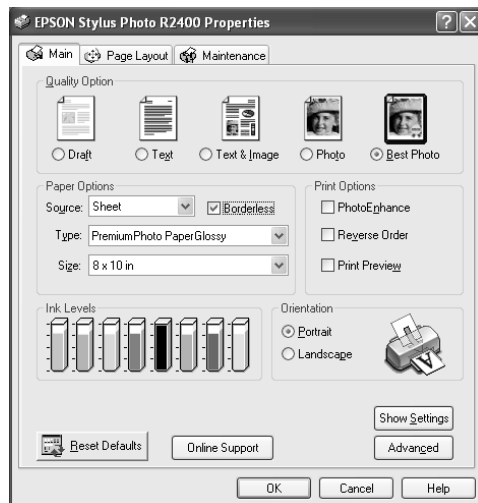 EPSON Stylus Photo R2400 Properties
Main Page Layout Maintenance
Quality Option
Draft Text Text & Image Photo Best Photo
Paper Options
Source: Sheet Borderless
Type: PremiumPhoto PaperGlossy
Size: 8 x 10 in
Print Options
PhotoEnhance
Reverse Order
Print Preview
Ink Levels
Orientation
Portrait
Landscape
A
Show Settings
Reset Defaults Online Support Advanced
OK Cancel Help